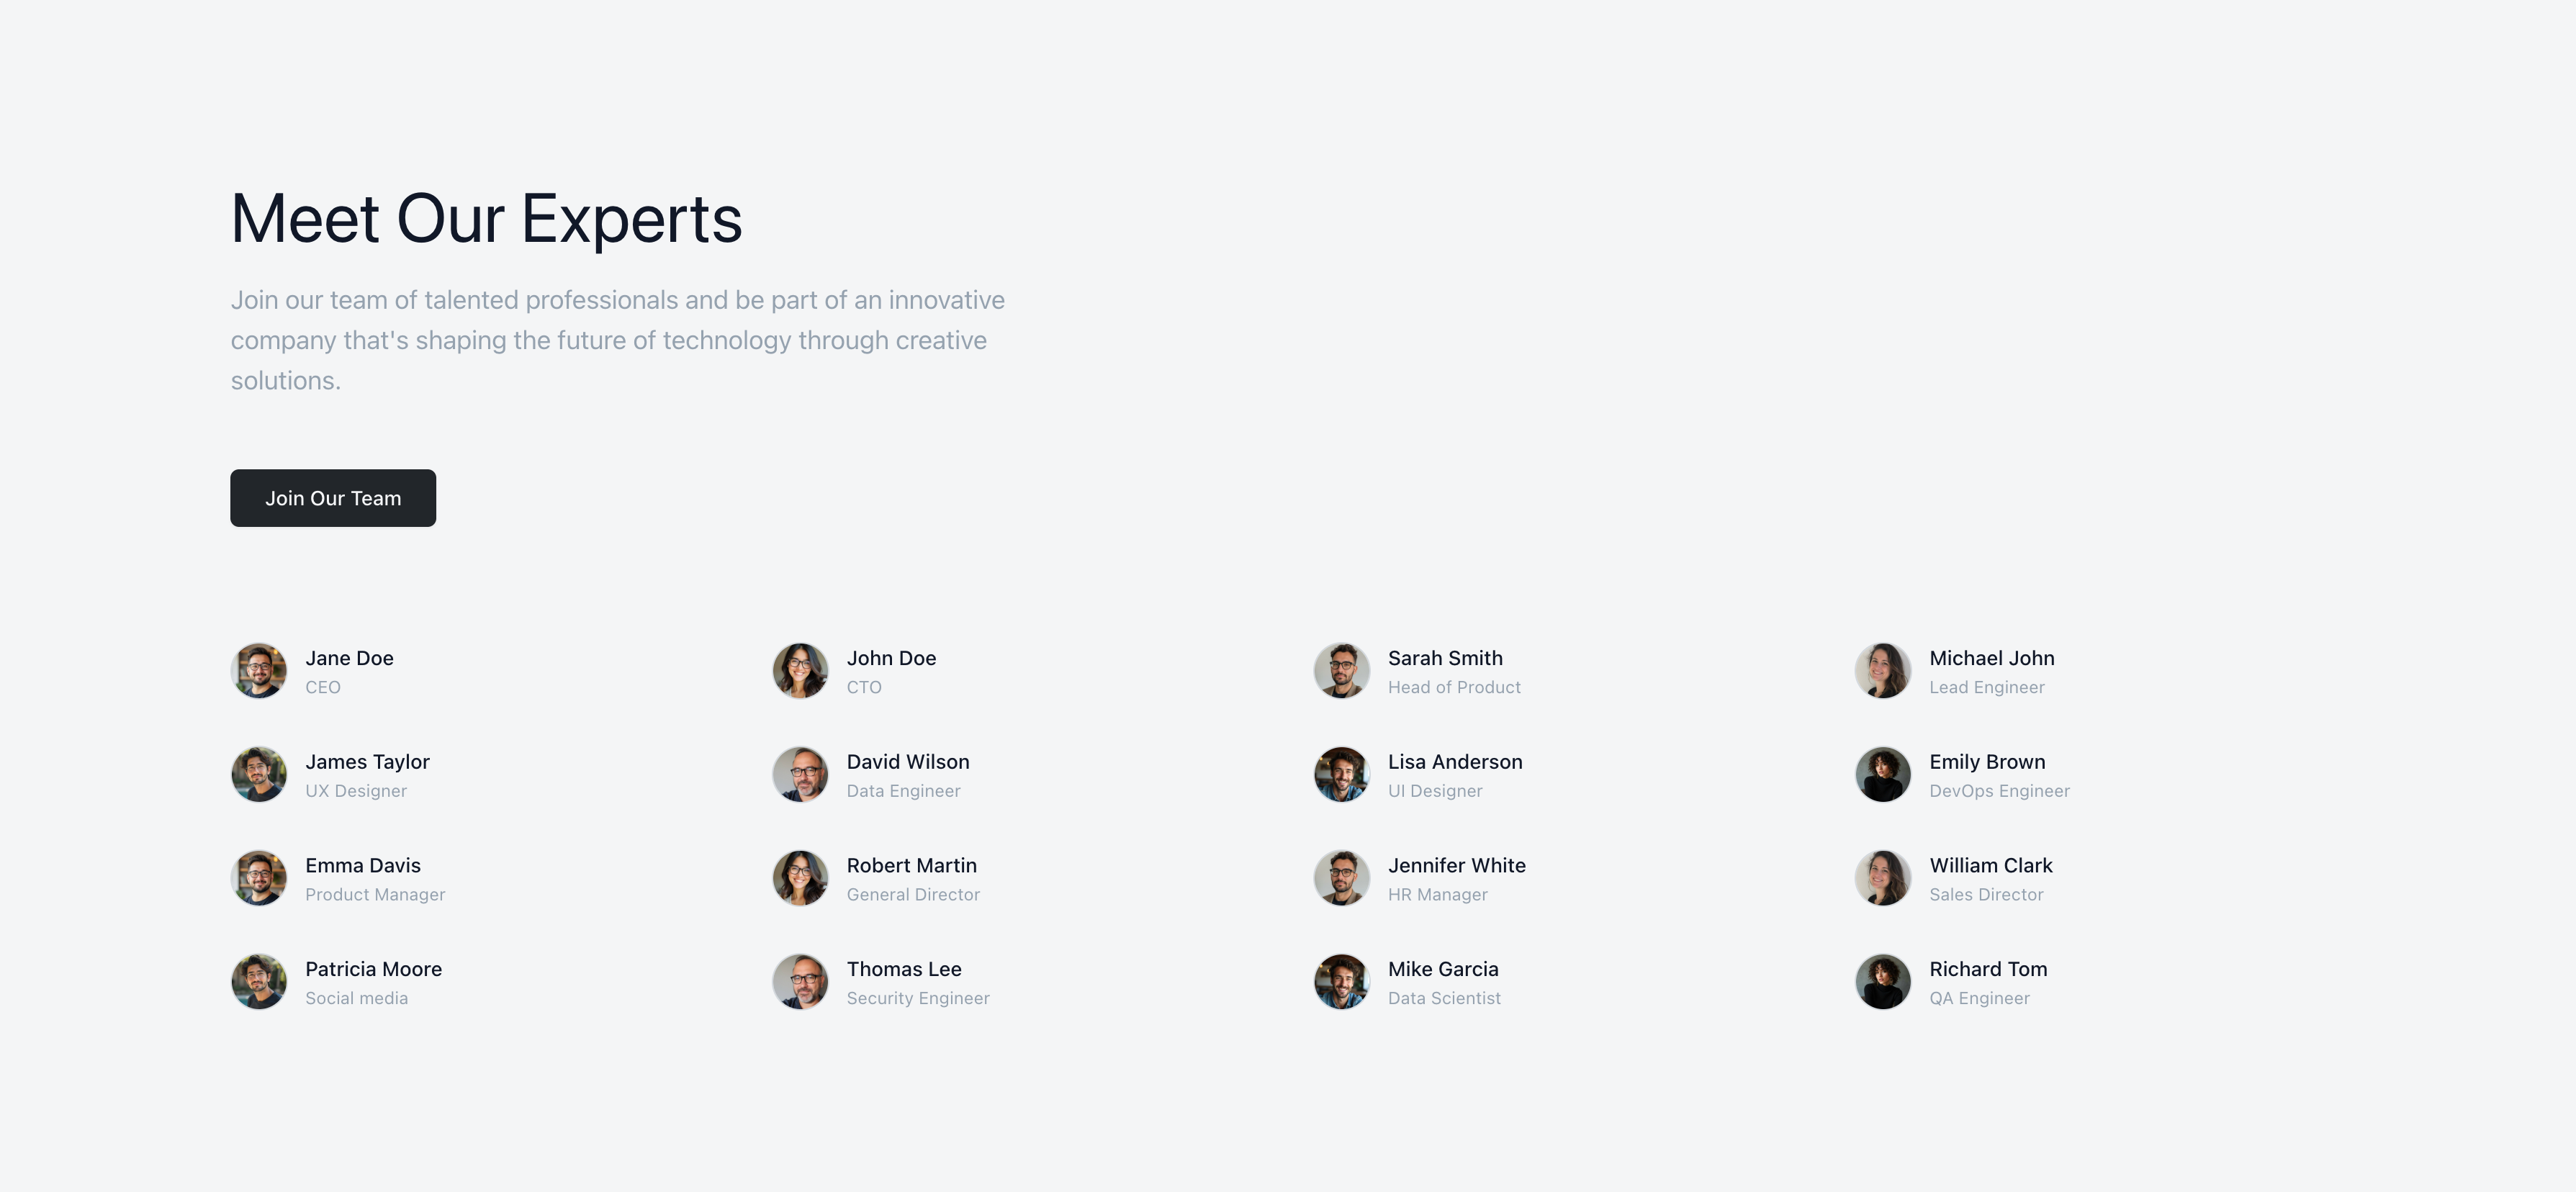 Meet Our Experts
Join our team of talented professionals and be part of an innovative
company that's shaping the future of technology through creative
solutions.
Join Our Team
Jane Doe
CEO
John Doe
CTO
Sarah Smith
Head of Product
Michael John
Lead Engineer
James Taylor
UX Designer
David Wilson
Data Engineer
Lisa Anderson
UI Designer
Emily Brown
DevOps Engineer
Emma Davis
Product Manager
Robert Martin
General Director
Jennifer White
HR Manager
William Clark
Sales Director
Patricia Moore
Social media
Thomas Lee
Security Engineer
Mike Garcia
Data Scientist
Richard Tom
QA Engineer